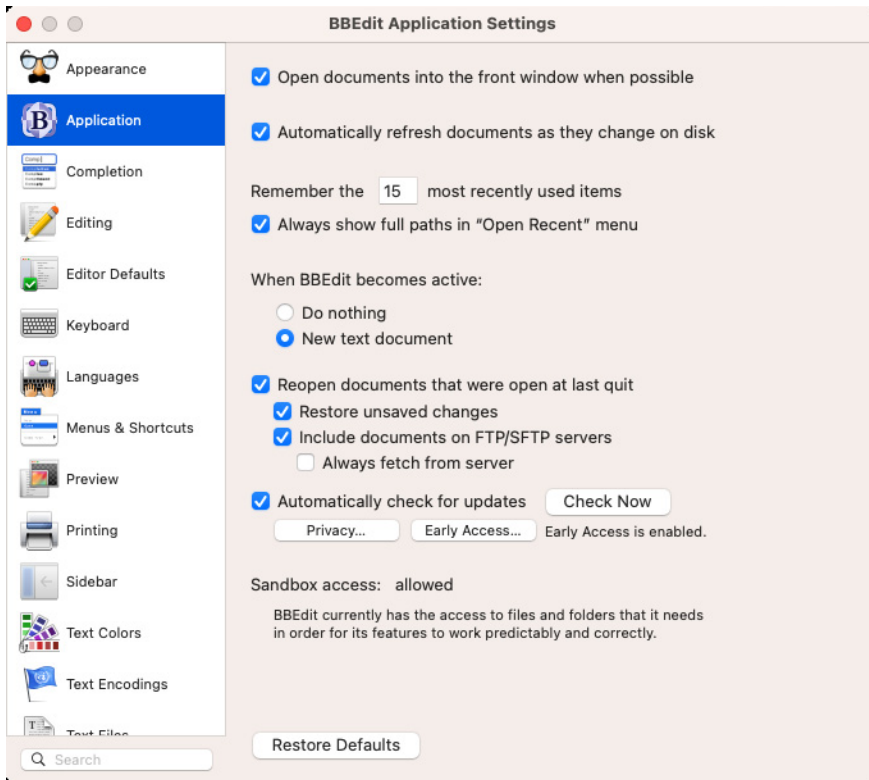 BBEdit Application Settings
Appearance
Application
Completion
Editing
Editor Defaults
Keyboard
Languages
Menus & Shortcuts
Preview
Printing
Sidebar
Text Colors
Text Encodings
Text Files
Search
Open documents into the front window when possible
Automatically refresh documents as they change on disk
Remember the 15 most recently used items
Always show full paths in “Open Recent” menu
When BBEdit becomes active:
Do nothing
New text document
Reopen documents that were open at last quit
Restore unsaved changes
Include documents on FTP/SFTP servers
Always fetch from server
Automatically check for updates Check Now
Privacy... Early Access... Early Access is enabled.
Sandbox access: allowed
BBEdit currently has the access to files and folders that it needs
in order for its features to work predictably and correctly.
Restore Defaults